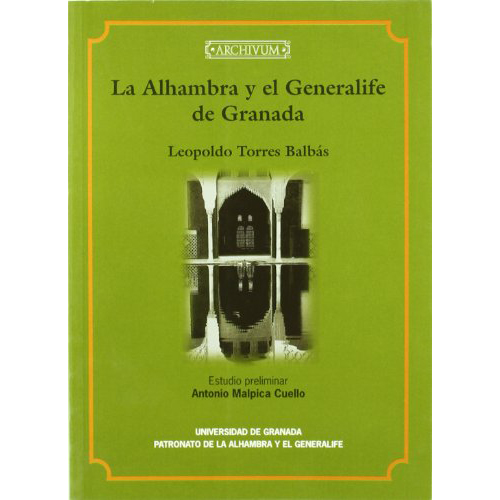 ARCHIVUM
La Alhambra y el Generalife
de Granada
Leopoldo Torres Balbás
Estudio preliminar
Antonio Malpica Cuello
UNIVERSIDAD DE GRANADA
PATRONATO DE LA ALHAMBRA Y EL GENERALIFE